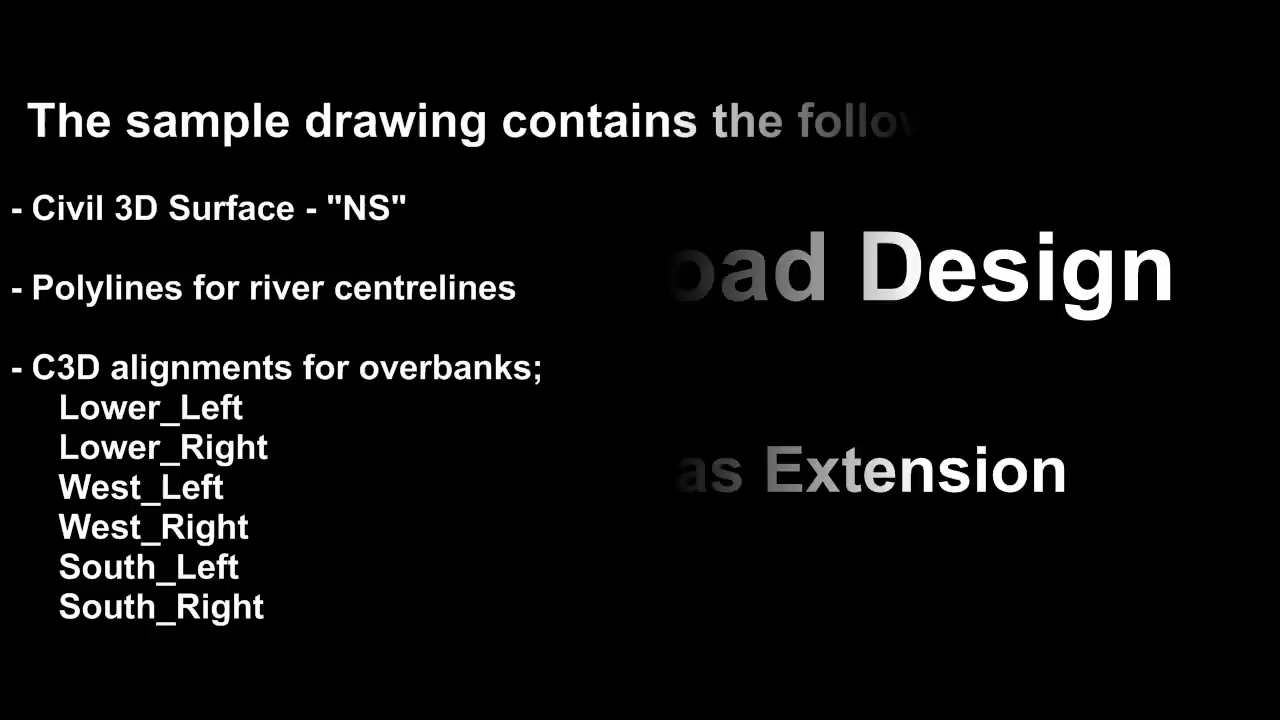 The sample drawing contains the
- Civil 3D Surface - "NS"
Design
- Polylines for river centrelines
- C3D alignments for overbanks;
Lower_Left
Lower_Right
Extension
West_Left
West_Right
South_Left
South_Right